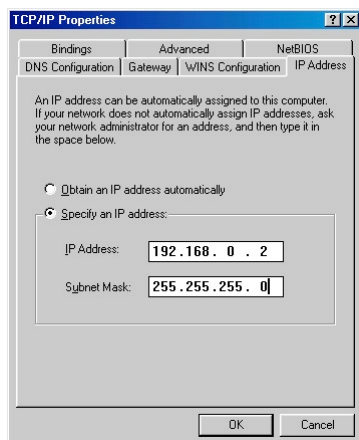 TCP/IP Properties
Bindings Advanced NetBIOS
DNS Configuration Gateway WINS Configuration IP Address
An IP address can be automatically assigned to this computer.
If your network does not automatically assign IP addresses, ask
your network administrator for an address, and then type it in
the space below.
Obtain an IP address automatically
Specify an IP address:
IP Address: 192.168. 0 . 2
Subnet Mask: 255.255.255. 0
OK Cancel